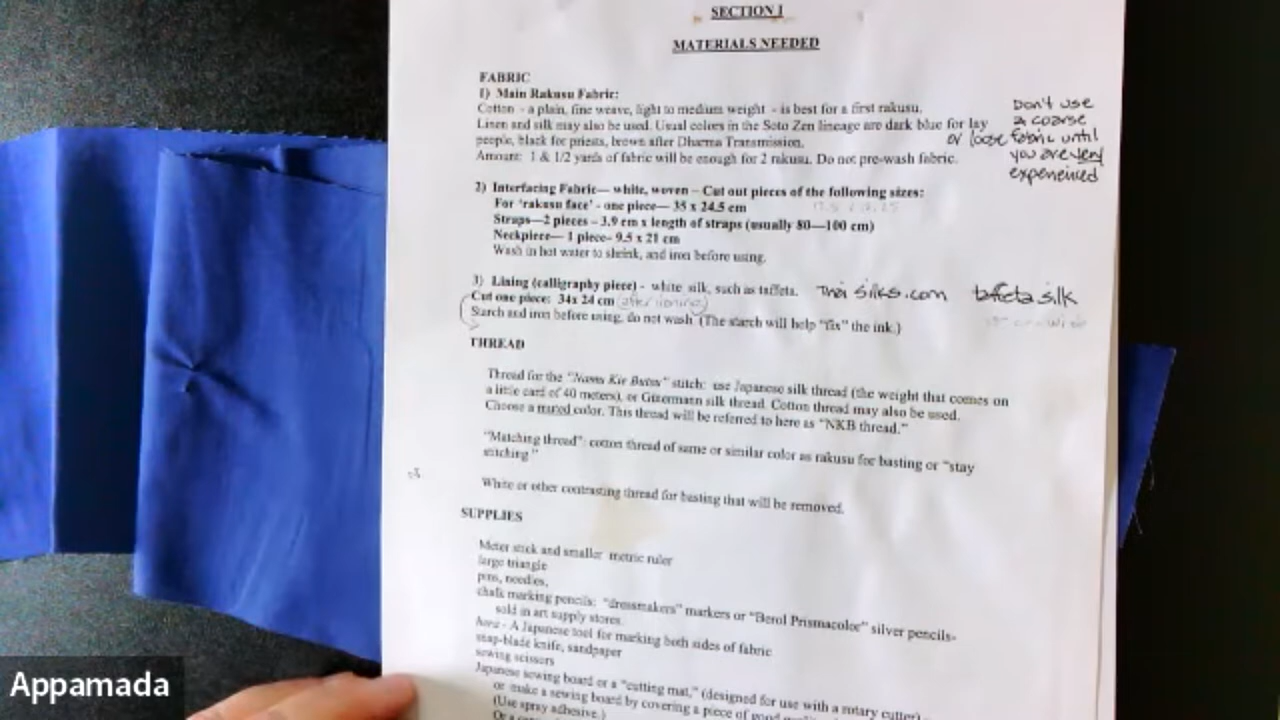 SECTION I
MATERIALS NEEDED
FABRIC
1) Main Rakusu Fabric:
Cotton - a plain, fine weave, light to medium weight - is best for a first rakusu.
Linen and silk may also be used. Usual colors in the Soto Zen lineage are dark blue for lay
people, black for priests, brown after Dharma Transmission.
Amount: 1 & 1/2 yards of fabric will be enough for 2 rakusu. Do not pre-wash fabric.
Don't use
a coarse
or loose fabric until
you are very
experienced
2) Interfacing Fabric— white, woven – Cut out pieces of the following sizes:
For 'rakusu face' - one piece— 35 x 24.5 cm
Straps—2 pieces – 3.9 cm x length of straps (usually 80—100 cm)
Neckpiece— 1 piece– 9.5 x 21 cm
Wash in hot water to shrink, and iron before using.
3) Lining (calligraphy piece) - white silk, such as taffeta. Thai silks.com taffeta silk
Cut one piece: 34x 24 cm (after ironing)
Starch and iron before using, do not wash (The starch will help "fix" the ink.)
THREAD
Thread for the "Namu Kie Butsu" stitch: use Japanese silk thread (the weight that comes on
a little card of 40 meters), or Gutermann silk thread. Cotton thread may also be used.
Choose a muted color. This thread will be referred to here as "NKB thread."
"Matching thread": cotton thread of same or similar color as rakusu for basting or "stay
stitching."
White or other contrasting thread for basting that will be removed.
SUPPLIES
Meter stick and smaller metric ruler
large triangle
pins, needles,
chalk marking pencils: "dressmakers" markers or "Berol Prismacolor" silver pencils-
sold in art supply stores.
- A Japanese tool for marking both sides of fabric
snap-blade knife, sandpaper
sewing scissors
Japanese sewing board or a "cutting mat," (designed for use with a rotary cutter)
or make a sewing board by covering a piece of good
(Use spray adhesive.)
Or a
Appamada